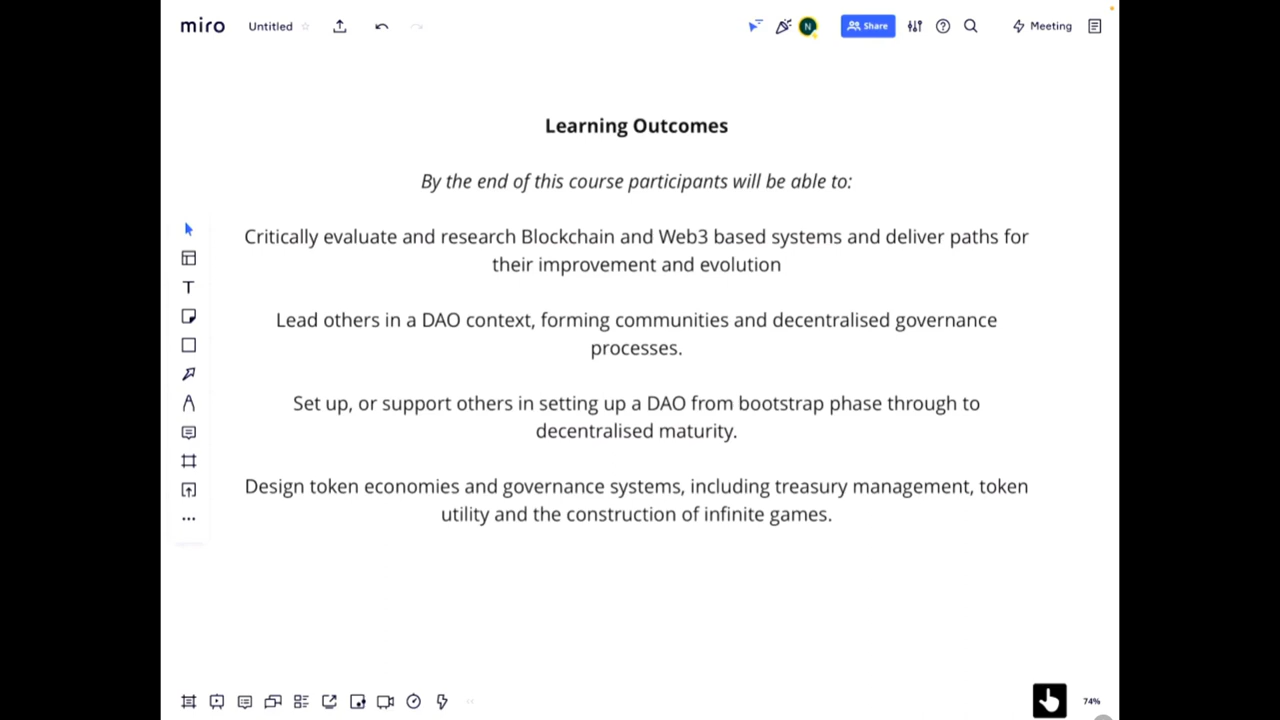 miro Untitled Share Meeting
N
Learning Outcomes
By the end of this course participants will be able to:
Critically evaluate and research Blockchain and Web3 based systems and deliver paths for
their improvement and evolution
Lead others in a DAO context, forming communities and decentralised governance
processes.
Set up, or support others in setting up a DAO from bootstrap phase through to
decentralised maturity.
Design token economies and governance systems, including treasury management, token
utility and the construction of infinite games.
74%